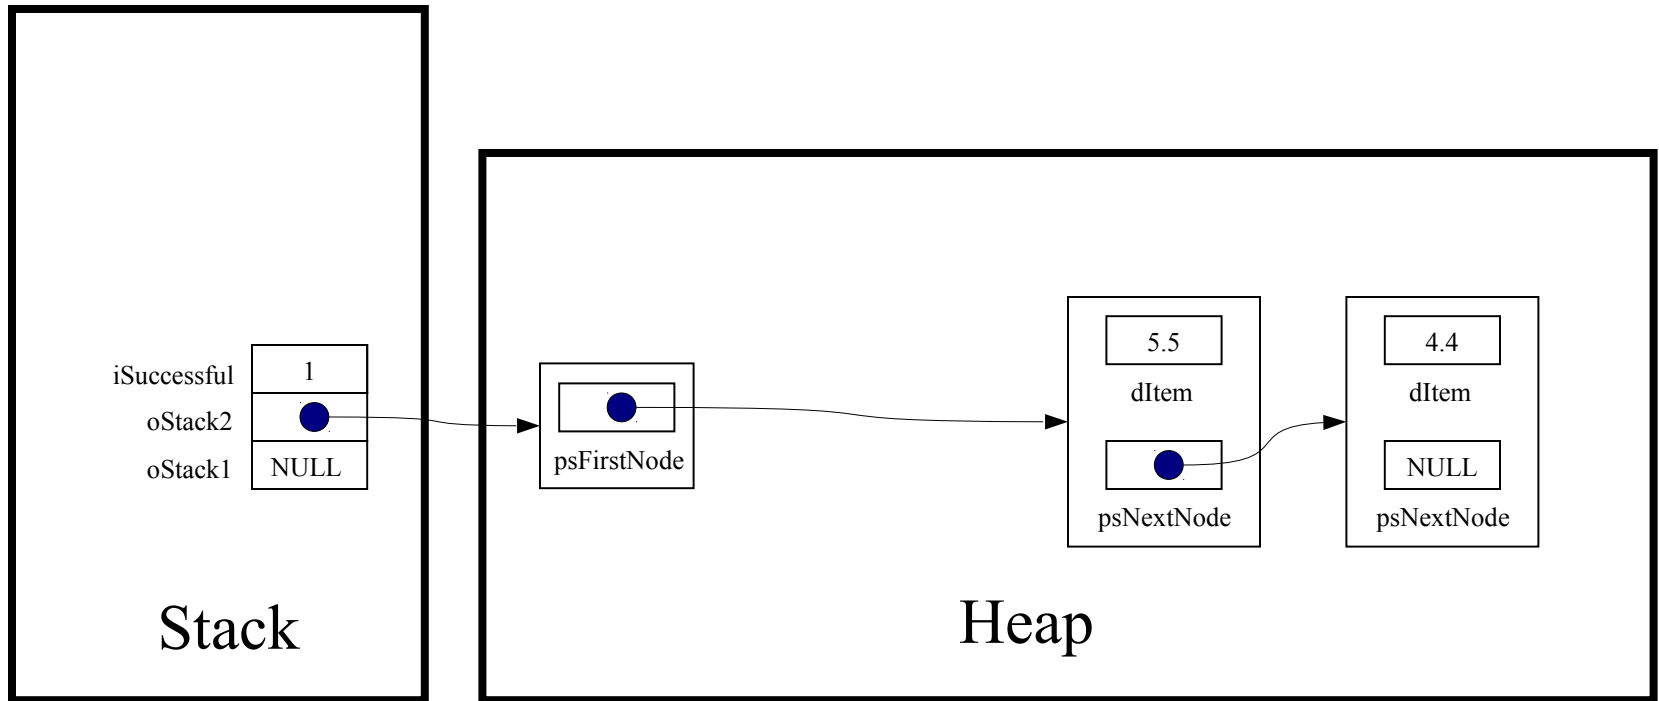 iSuccessful 1
oStack2
oStack1 NULL
Stack
psFirstNode
5.5
dItem
psNextNode
4.4
dItem
NULL
psNextNode
Heap